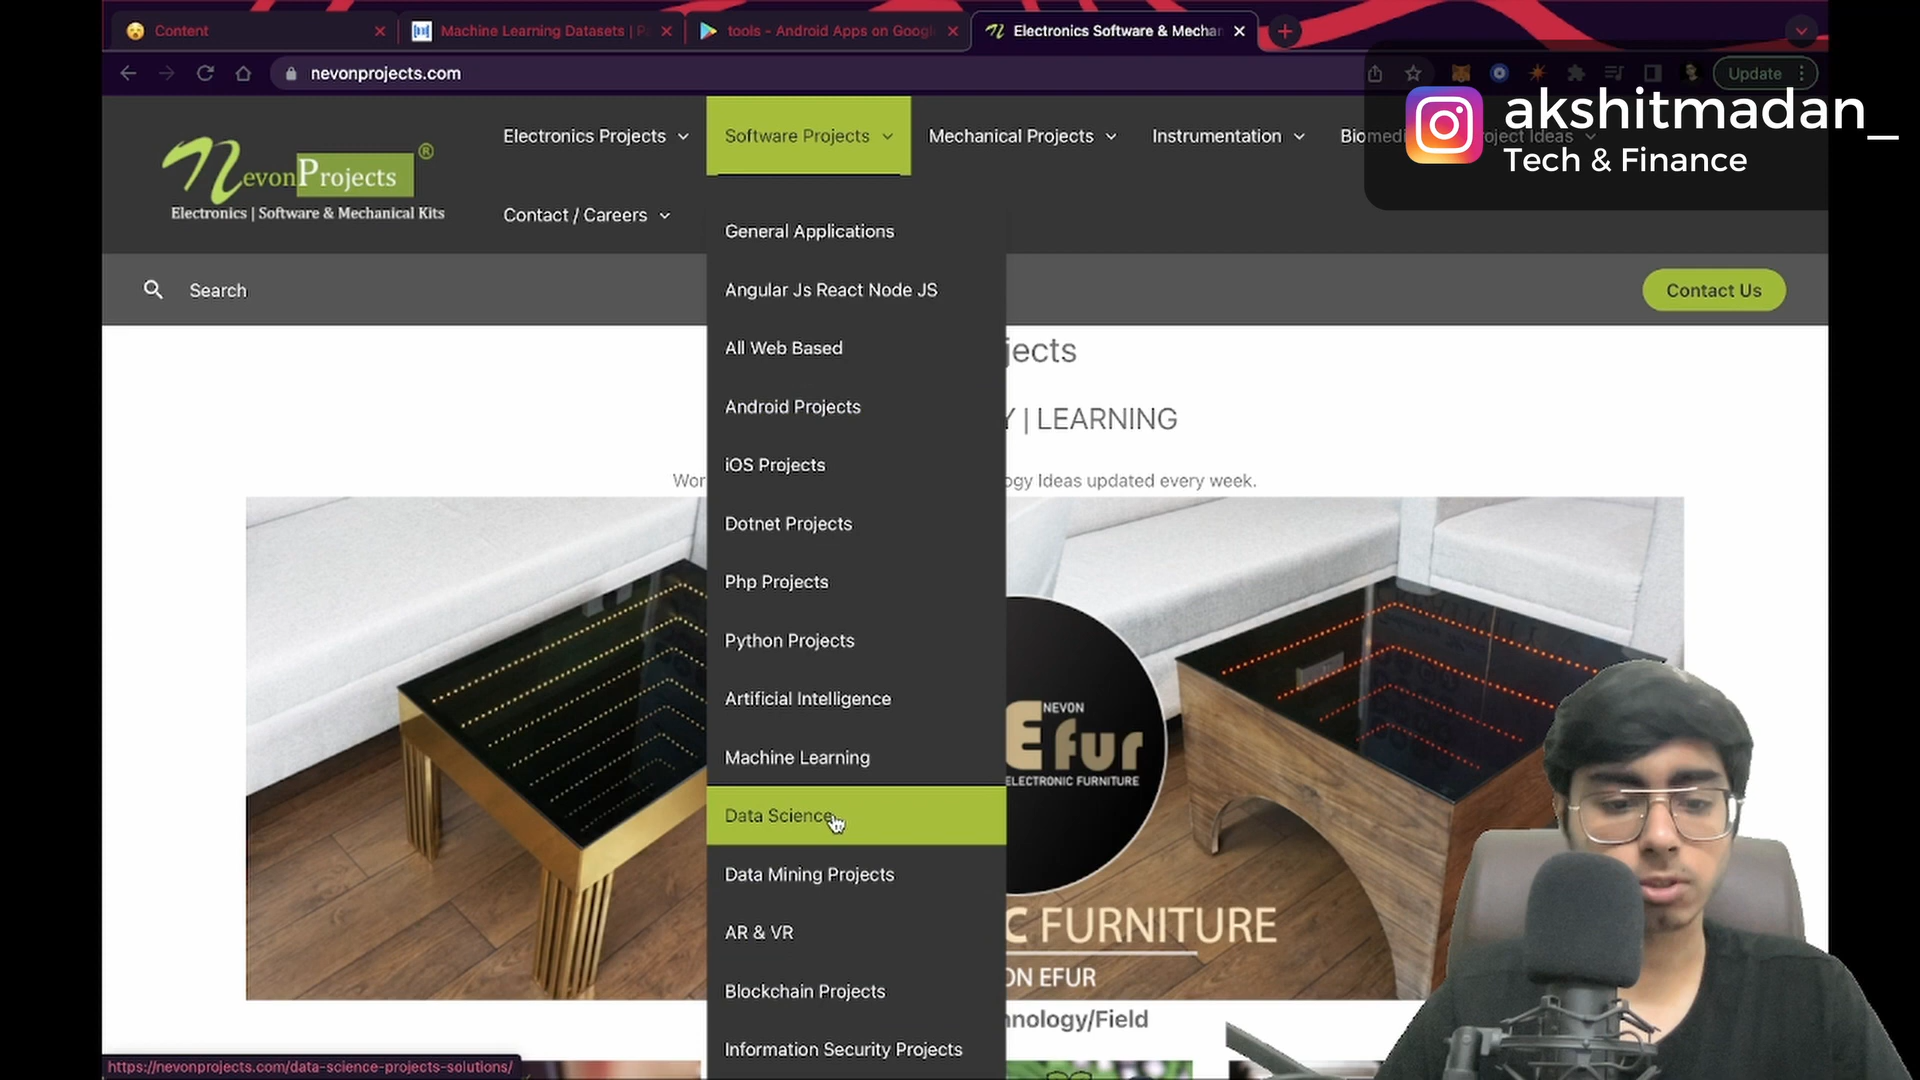 Content
Machine Learning Datasets | P
tools - Android Apps on Googl
Electronics Software & Mechan
nevonprojects.com
Update
akshitmadan_
Tech & Finance
NevonProjects®
Electronics | Software & Mechanical Kits
Electronics Projects
Software Projects
Mechanical Projects
Instrumentation
Biomedi
oject Ideas
Contact / Careers
Search
Contact Us
General Applications
Angular Js React Node JS
All Web Based
Android Projects
iOS Projects
Dotnet Projects
Php Projects
Python Projects
Artificial Intelligence
Machine Learning
Data Science
Data Mining Projects
AR & VR
Blockchain Projects
Information Security Projects
jects
Y | LEARNING
Wor
ogy Ideas updated every week.
NEVON
Efur
ELECTRONIC FURNITURE
C FURNITURE
ON EFUR
hnology/Field
https://nevonprojects.com/data-science-projects-solutions/